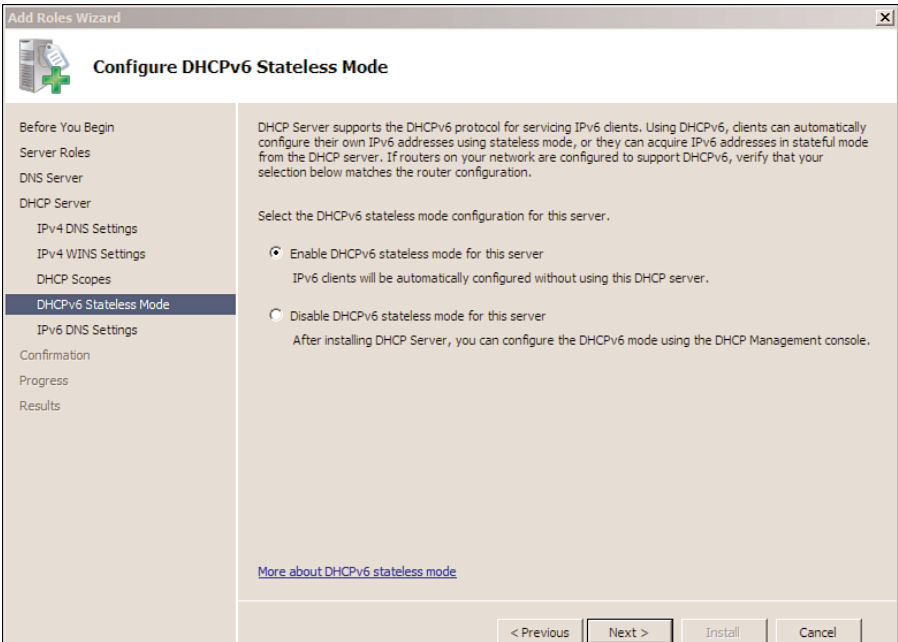 Add Roles Wizard
Configure DHCPv6 Stateless Mode
Before You Begin
Server Roles
DNS Server
DHCP Server
IPv4 DNS Settings
IPv4 WINS Settings
DHCP Scopes
DHCPv6 Stateless Mode
IPv6 DNS Settings
Confirmation
Progress
Results
DHCP Server supports the DHCPv6 protocol for servicing IPv6 clients. Using DHCPv6, clients can automatically
configure their own IPv6 addresses using stateless mode, or they can acquire IPv6 addresses in stateful mode
from the DHCP server. If routers on your network are configured to support DHCPv6, verify that your
selection below matches the router configuration.
Select the DHCPv6 stateless mode configuration for this server.
Enable DHCPv6 stateless mode for this server
IPv6 clients will be automatically configured without using this DHCP server.
Disable DHCPv6 stateless mode for this server
After installing DHCP Server, you can configure the DHCPv6 mode using the DHCP Management console.
More about DHCPv6 stateless mode
< Previous
Next >
Install
Cancel